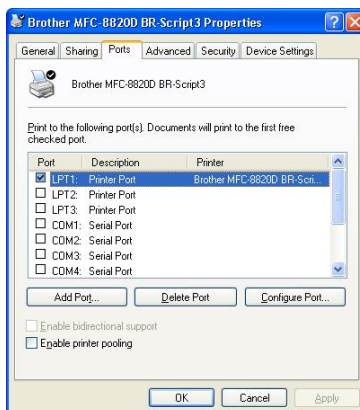 Brother MFC-8820D BR-Script3 Properties
General Sharing Ports Advanced Security Device Settings
Brother MFC-8820D BR-Script3
Print to the following port(s). Documents will print to the first free
checked port.
Port Description Printer
LPT1: Printer Port Brother MFC-8820D BR-Scri...
LPT2: Printer Port
LPT3: Printer Port
COM1: Serial Port
COM2: Serial Port
COM3: Serial Port
COM4: Serial Port
Add Port... Delete Port Configure Port...
Enable bidirectional support
Enable printer pooling
OK Cancel Apply